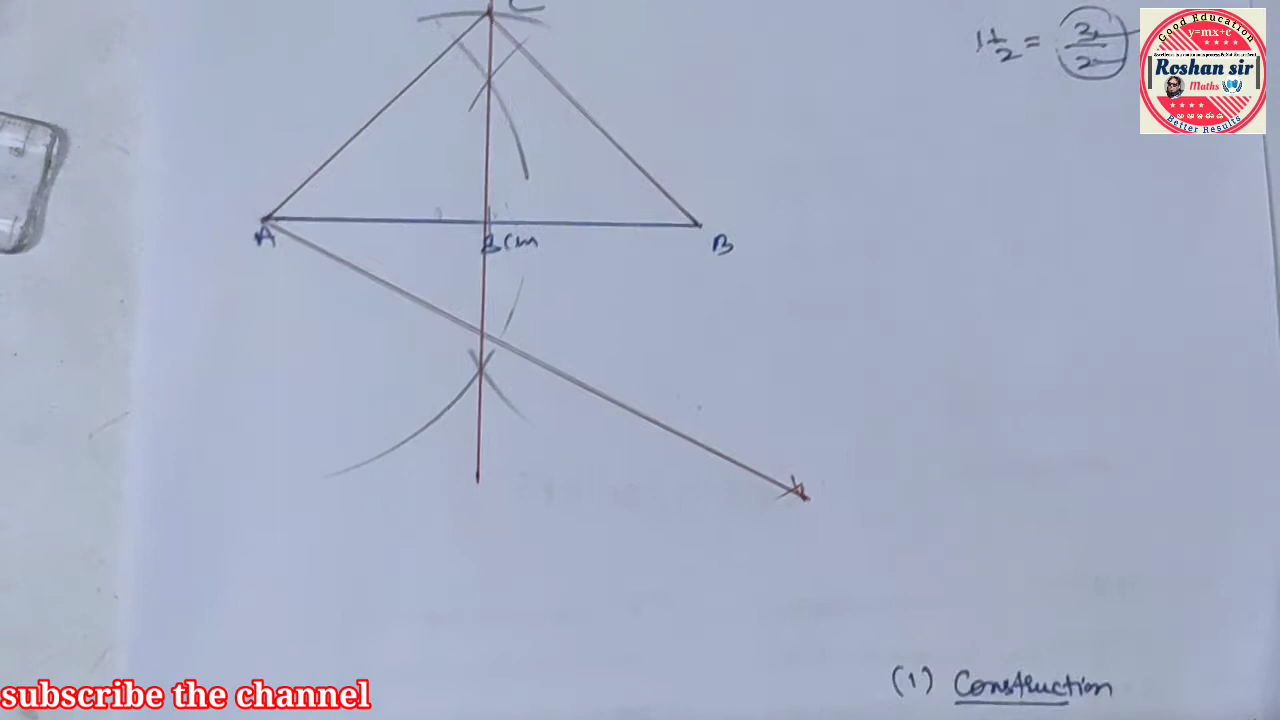 C
1 1/2 = 3/2
Good Education
y=mx+c
Roshan sir
Maths
Better Results
A
8cm
B
X
(1) Construction
subscribe the channel